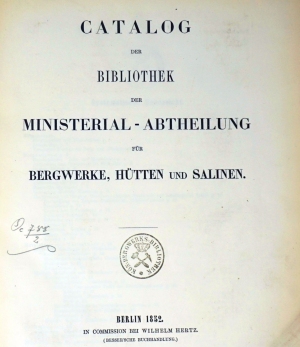 CATALOG
DER
BIBLIOTHEK
DER
MINISTERIAL - ABTHEILUNG
FÜR
BERGWERKE, HÜTTEN UND SALINEN.
BERLIN 1852.
IN COMMISSION BEI WILHELM HERTZ.
(BESSERSCHE BUCHHANDLUNG.)